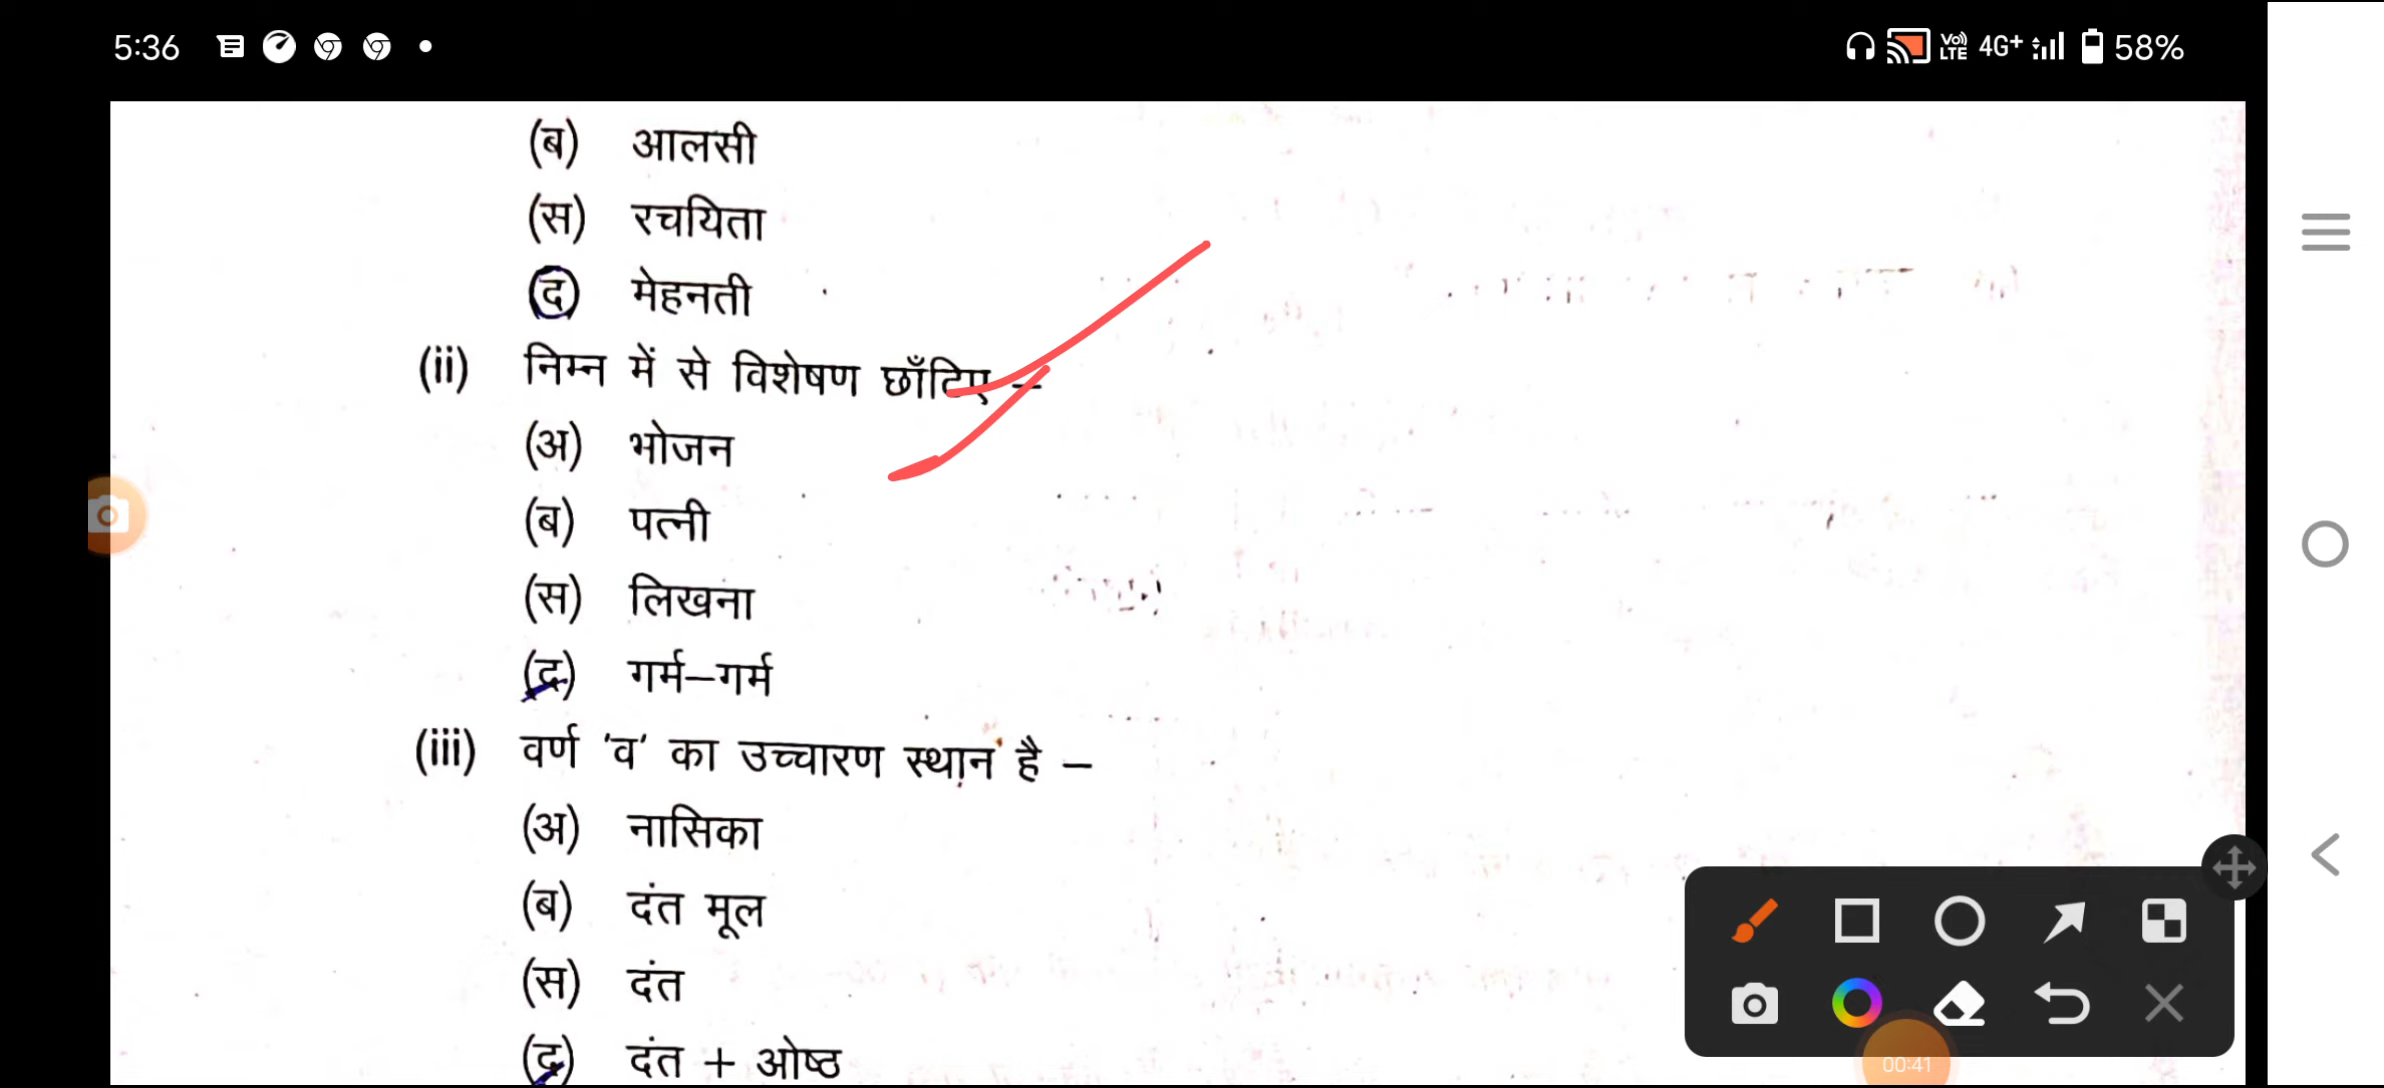 5:36 4G+ 58%
VoLTE
(ब) आलसी
(स) रचयिता
(द) मेहनती
(ii) निम्न में से विशेषण छाँटिए –
(अ) भोजन
(ब) पत्नी
(स) लिखना
(द) गर्म–गर्म
(iii) वर्ण 'व' का उच्चारण स्थान है –
(अ) नासिका
(ब) दंत मूल
(स) दंत
(द) दंत + ओष्ठ
00:41